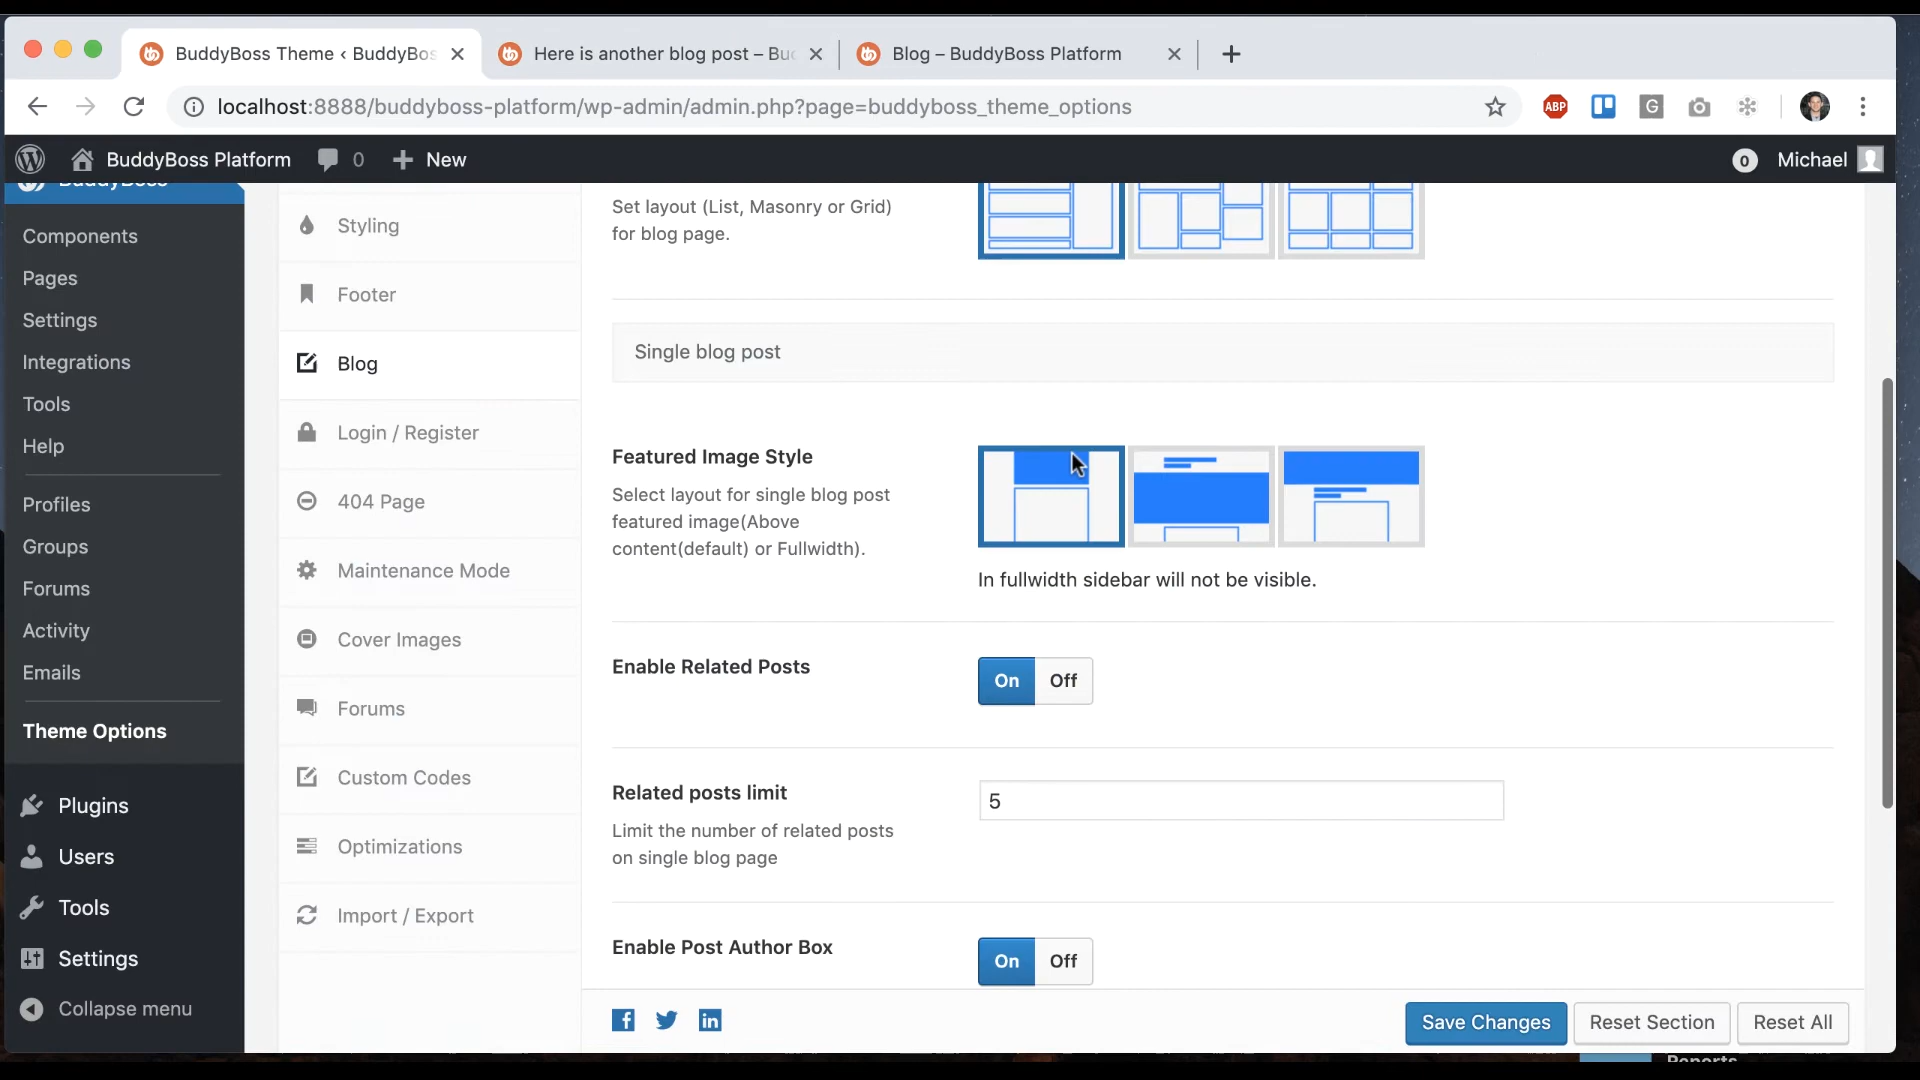 BuddyBoss Theme ‹ BuddyBos
Here is another blog post – Bud
Blog – BuddyBoss Platform
localhost:8888/buddyboss-platform/wp-admin/admin.php?page=buddyboss_theme_options
ABP
G
BuddyBoss Platform
0
New
0
Michael
BuddyBoss
Components
Pages
Settings
Integrations
Tools
Help
Profiles
Groups
Forums
Activity
Emails
Theme Options
Plugins
Users
Tools
Settings
Collapse menu
Styling
Footer
Blog
Login / Register
404 Page
Maintenance Mode
Cover Images
Forums
Custom Codes
Optimizations
Import / Export
Set layout (List, Masonry or Grid)
for blog page.
Single blog post
Featured Image Style
Select layout for single blog post
featured image(Above
content(default) or Fullwidth).
In fullwidth sidebar will not be visible.
Enable Related Posts
On
Off
Related posts limit
Limit the number of related posts
on single blog page
5
Enable Post Author Box
On
Off
Save Changes
Reset Section
Reset All
Reports